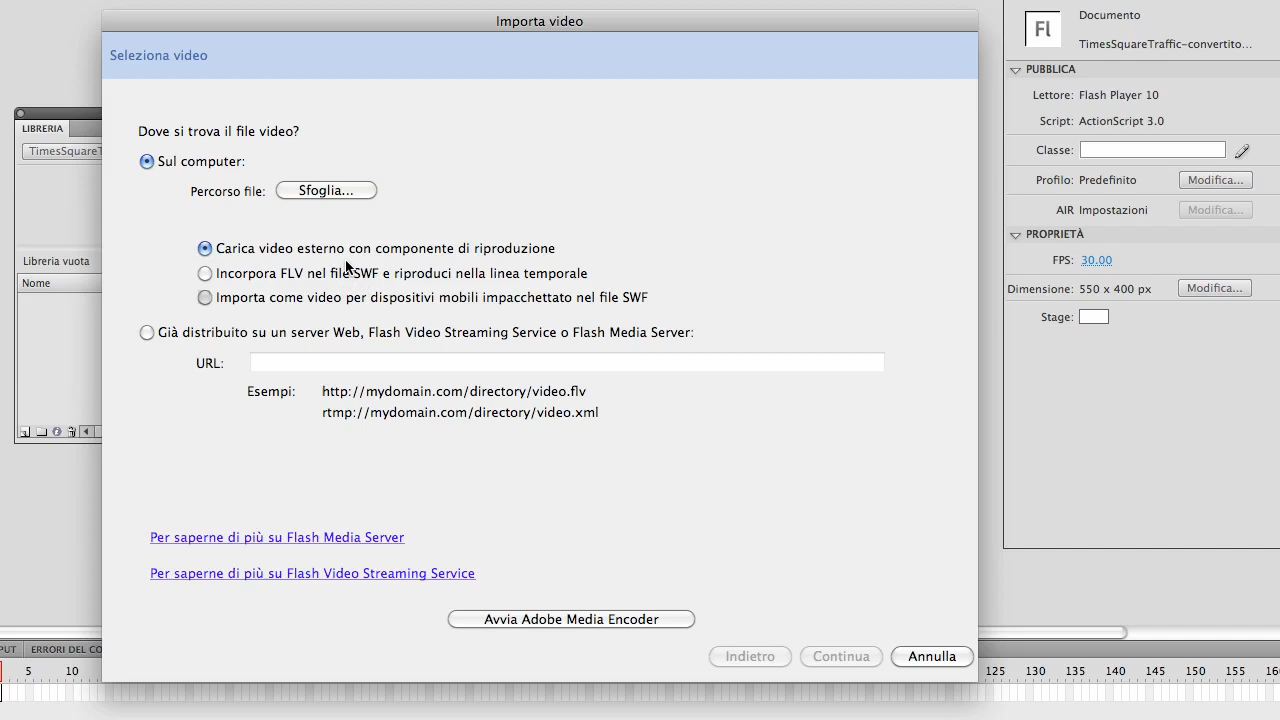 Importa video
Seleziona video
Dove si trova il file video?
Sul computer:
Percorso file: Sfoglia...
Carica video esterno con componente di riproduzione
Incorpora FLV nel file SWF e riproduci nella linea temporale
Importa come video per dispositivi mobili impacchettato nel file SWF
Già distribuito su un server Web, Flash Video Streaming Service o Flash Media Server:
URL:
Esempi: http://mydomain.com/directory/video.flv
rtmp://mydomain.com/directory/video.xml
Per saperne di più su Flash Media Server
Per saperne di più su Flash Video Streaming Service
Avvia Adobe Media Encoder
Indietro Continua Annulla
LIBRERIA
TimesSquareT
Libreria vuota
Nome
Fl
Documento
TimesSquareTraffic-convertito...
PUBBLICA
Lettore: Flash Player 10
Script: ActionScript 3.0
Classe:
Profilo: Predefinito Modifica...
AIR Impostazioni Modifica...
PROPRIETÀ
FPS: 30.00
Dimensione: 550 x 400 px Modifica...
Stage:
PUT ERRORI DEL CO
5 10 125 130 135 140 145 150 155 160